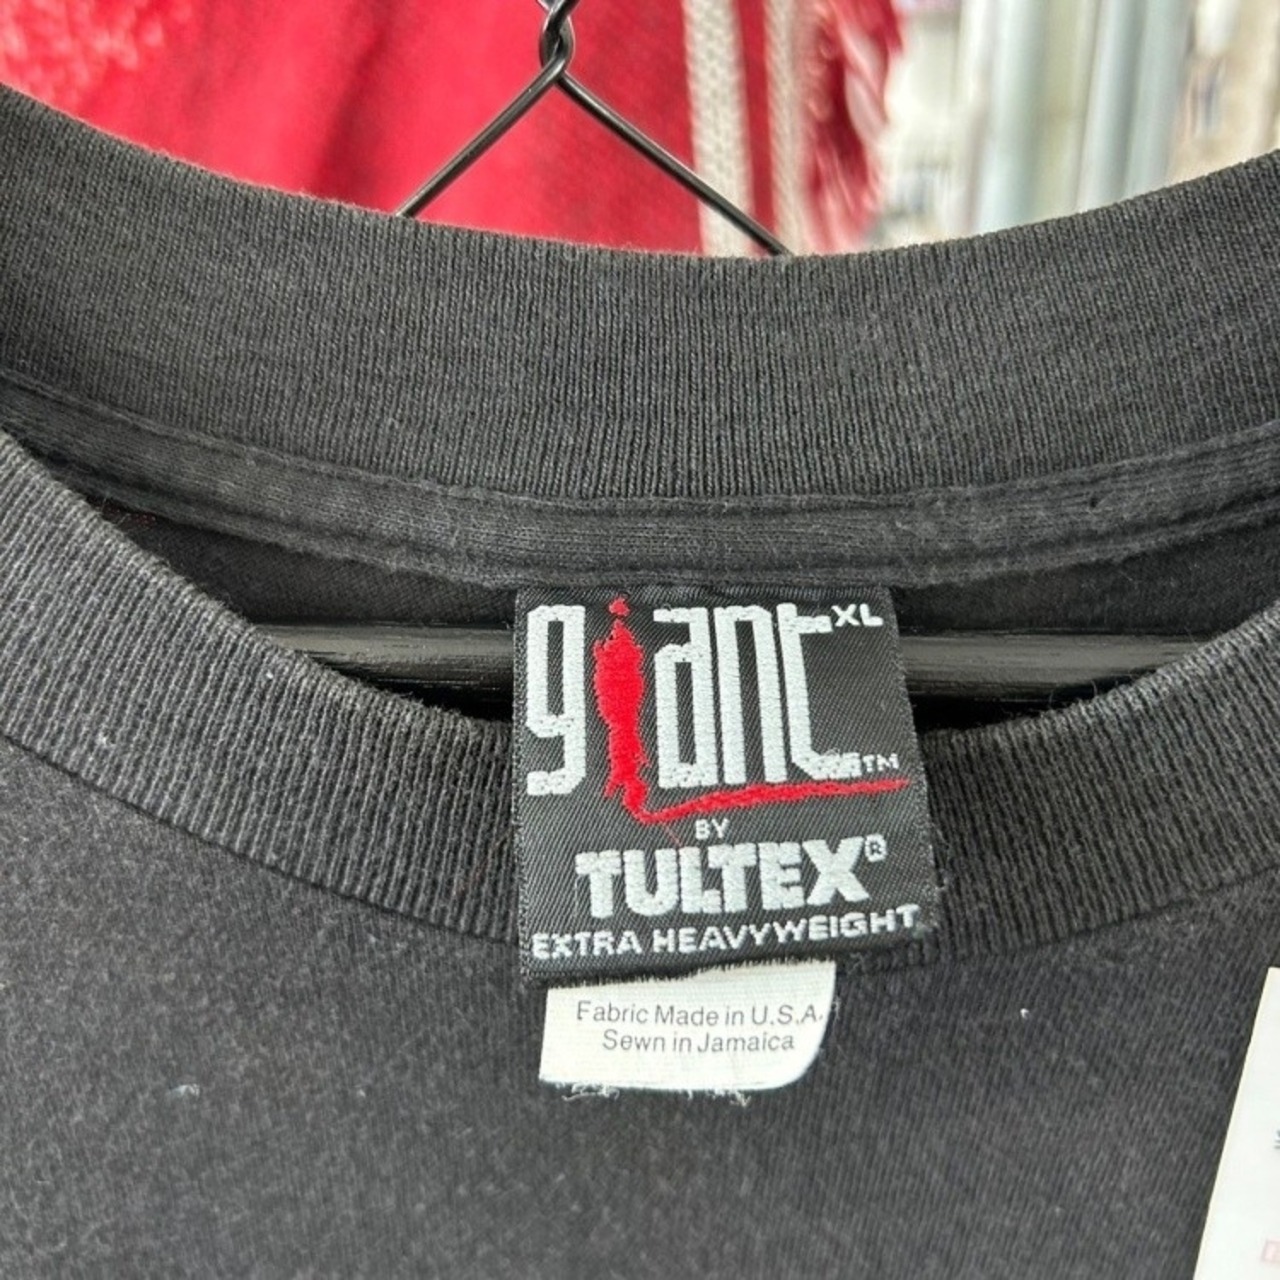 giant XL
TM
BY
TULTEX®
EXTRA HEAVYWEIGHT
Fabric Made in U.S.A.
Sewn in Jamaica